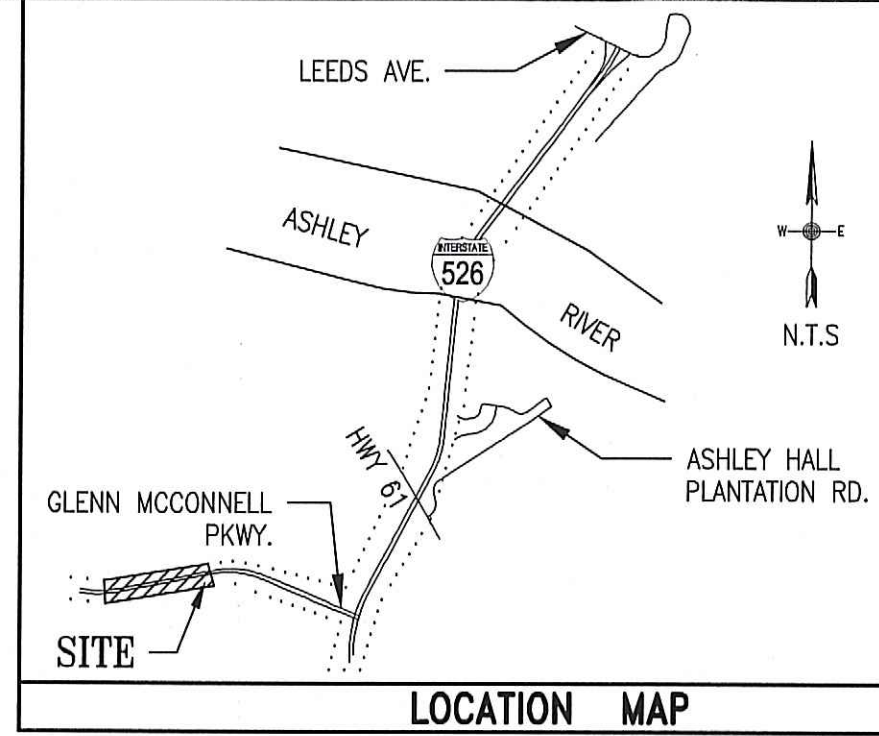 LEEDS AVE.
ASHLEY
INTERSTATE
526
RIVER
W
E
N.T.S
HWY 61
ASHLEY HALL
PLANTATION RD.
GLENN MCCONNELL
PKWY.
SITE
LOCATION MAP